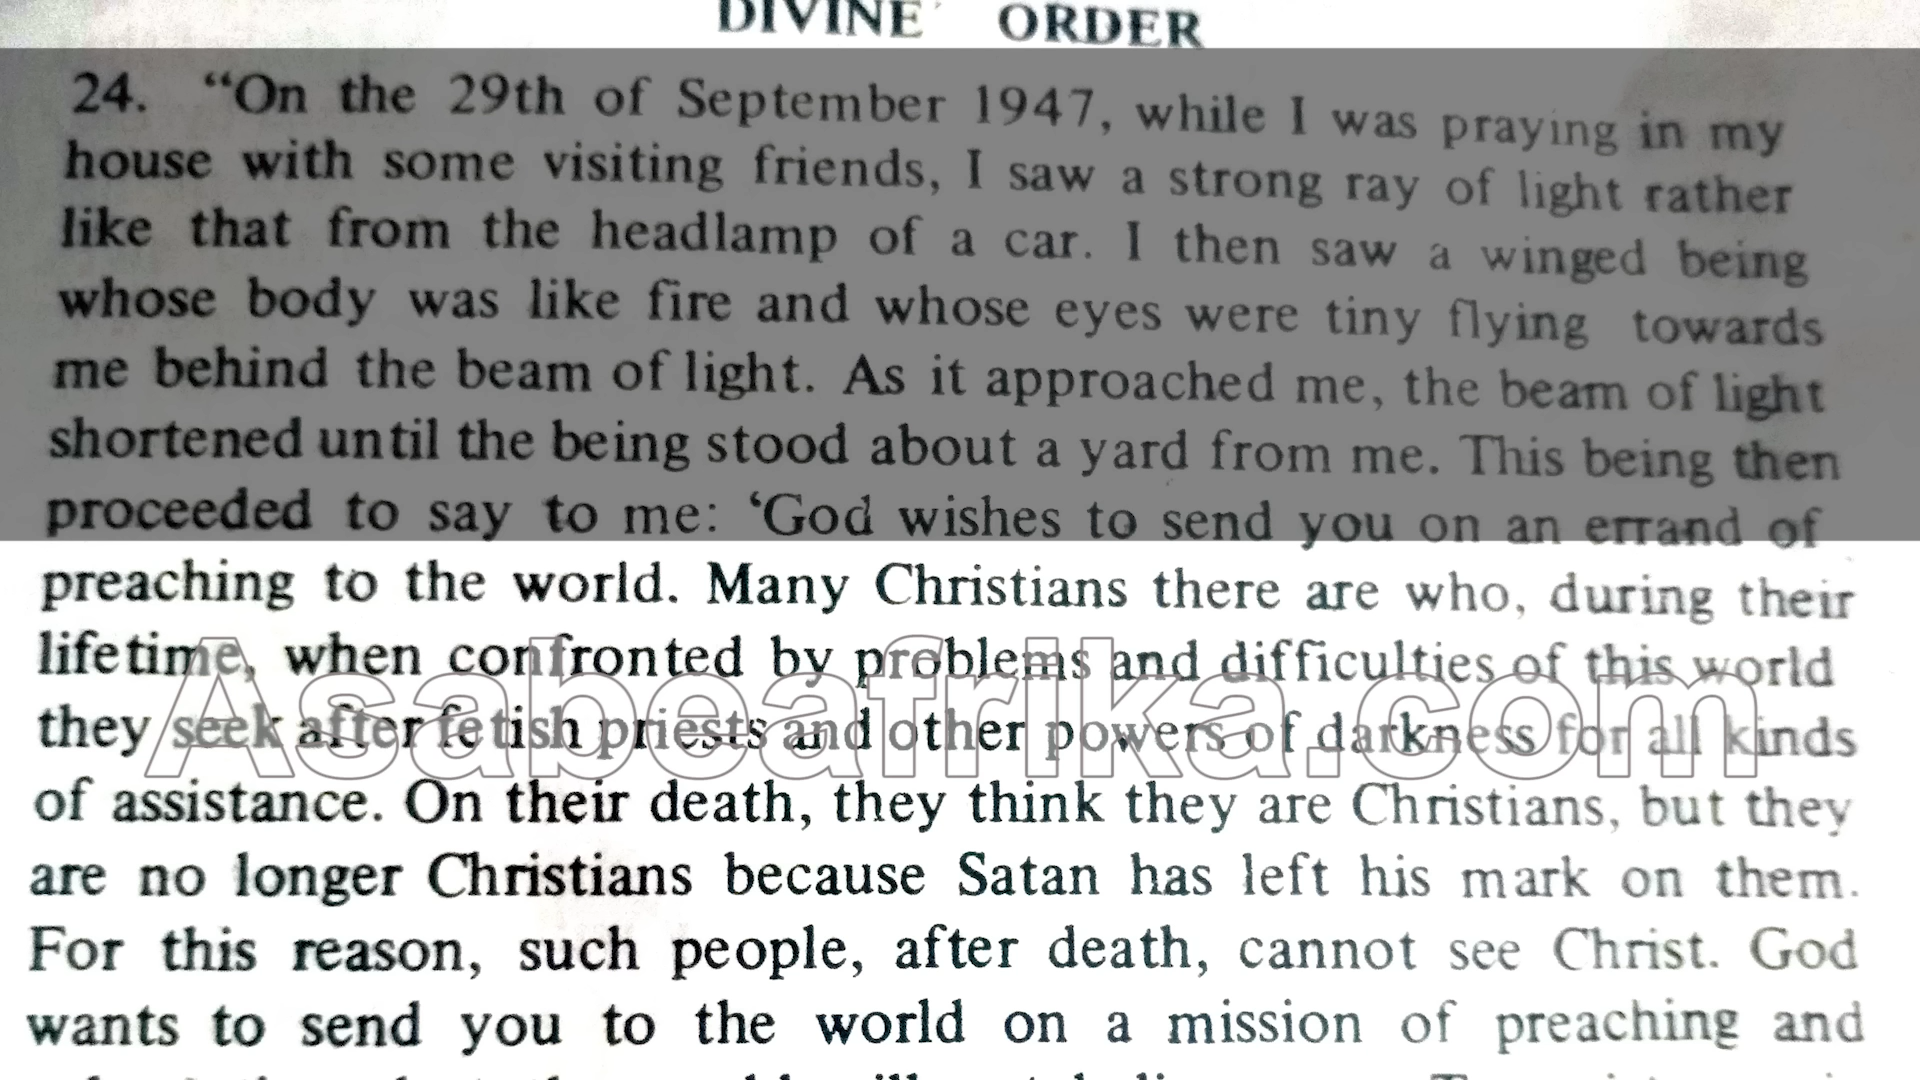 DIVINE ORDER
24. "On the 29th of September 1947, while I was praying in my
house with some visiting friends, I saw a strong ray of light rather
like that from the headlamp of a car. I then saw a winged being
whose body was like fire and whose eyes were tiny flying towards
me behind the beam of light. As it approached me, the beam of light
shortened until the being stood about a yard from me. This being then
proceeded to say to me: 'God wishes to send you on an errand of
preaching to the world. Many Christians there are who, during their
lifetime, when confronted by problems and difficulties of this world
they seek after fetish priests and other powers of darkness for all kinds
Asabeafrika.com
of assistance. On their death, they think they are Christians, but they
are no longer Christians because Satan has left his mark on them.
For this reason, such people, after death, cannot see Christ. God
wants to send you to the world on a mission of preaching and